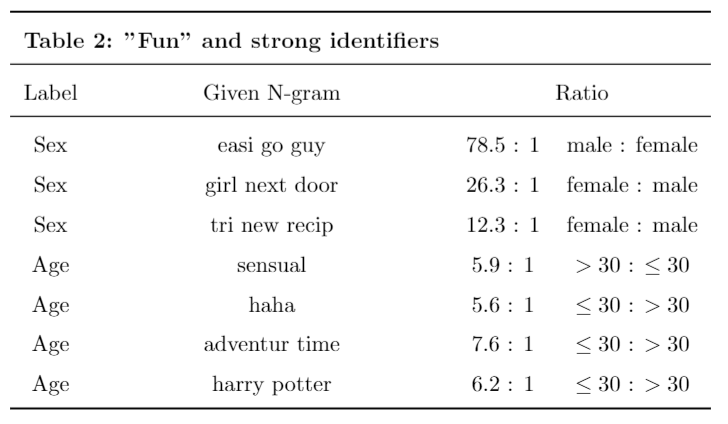 Table 2: ”Fun” and strong identifiers
Label Given N-gram Ratio
Sex easi go guy 78.5 : 1 male : female
Sex girl next door 26.3 : 1 female : male
Sex tri new recip 12.3 : 1 female : male
Age sensual 5.9 : 1 > 30 : ≤ 30
Age haha 5.6 : 1 ≤ 30 : > 30
Age adventur time 7.6 : 1 ≤ 30 : > 30
Age harry potter 6.2 : 1 ≤ 30 : > 30